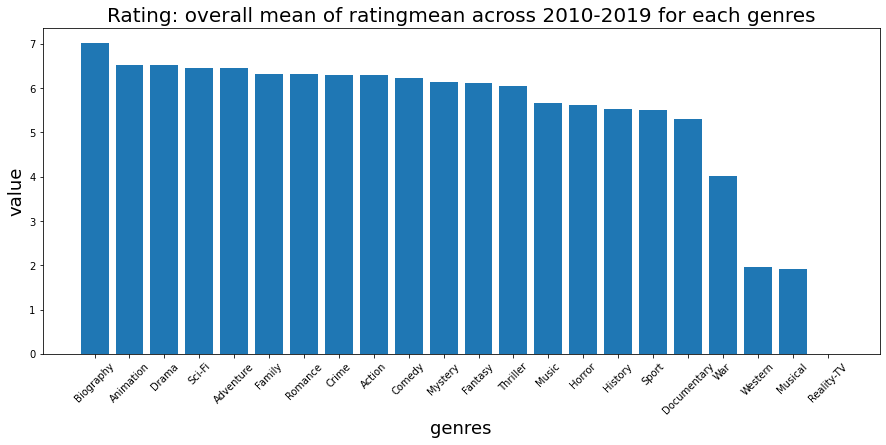 Rating: overall mean of ratingmean across 2010-2019 for each genres
value
7
6
5
4
3
2
1
0
Biography
Animation
Drama
Sci-Fi
Adventure
Family
Romance
Crime
Action
Comedy
Mystery
Fantasy
Thriller
Music
Horror
History
Sport
Documentary
War
Western
Musical
Reality-TV
genres